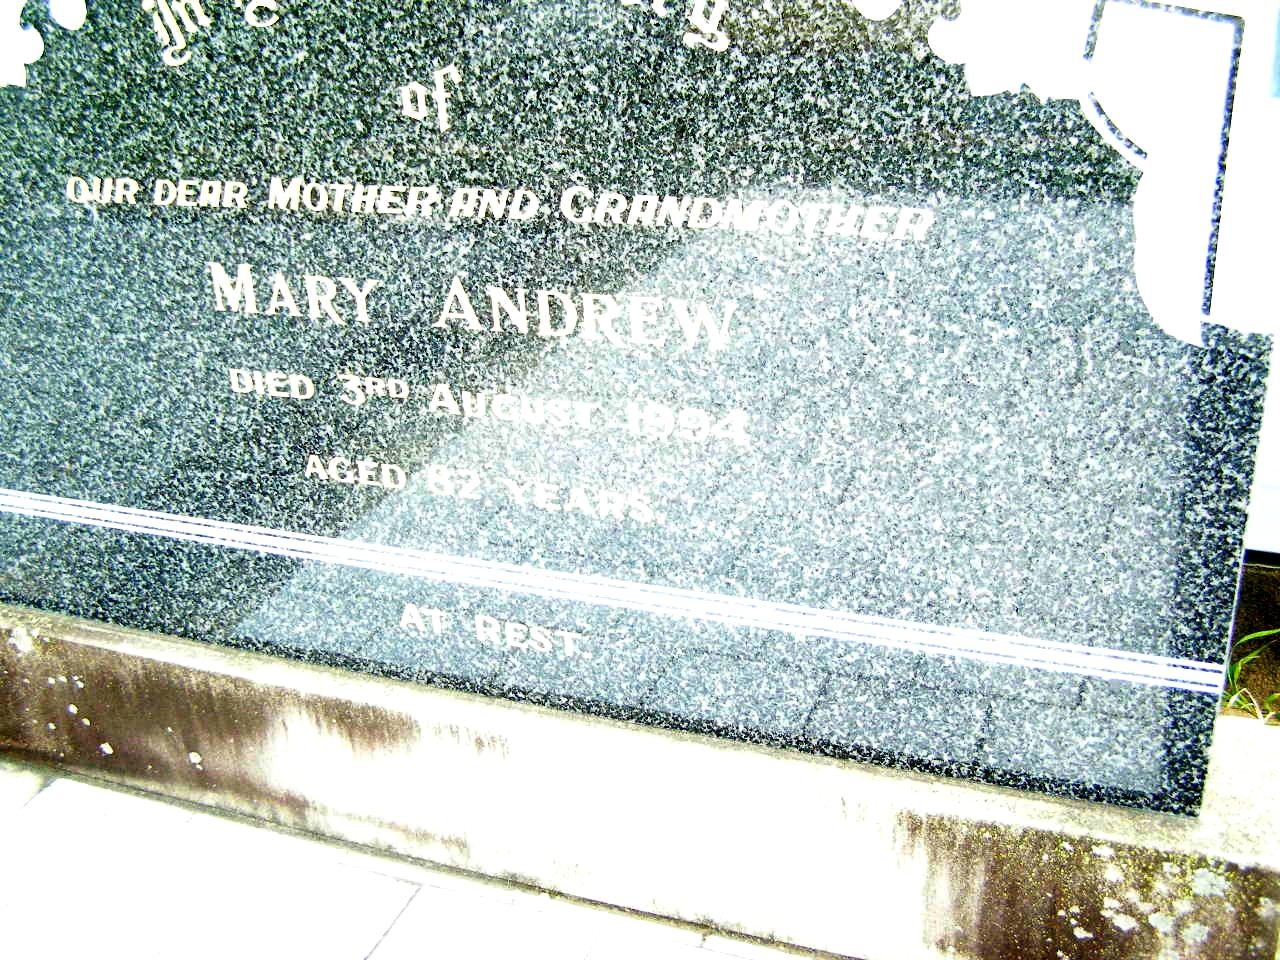 of
OUR DEAR MOTHER AND GRANDMOTHER
MARY ANDREW
DIED 3RD AUGUST 1994
AGED 82 YEARS.
AT REST.